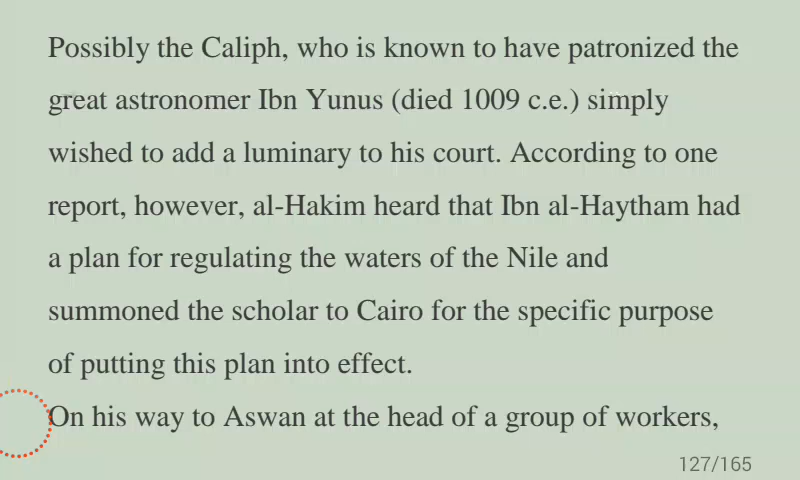 Possibly the Caliph, who is known to have patronized the
great astronomer Ibn Yunus (died 1009 c.e.) simply
wished to add a luminary to his court. According to one
report, however, al-Hakim heard that Ibn al-Haytham had
a plan for regulating the waters of the Nile and
summoned the scholar to Cairo for the specific purpose
of putting this plan into effect.
On his way to Aswan at the head of a group of workers,
127/165